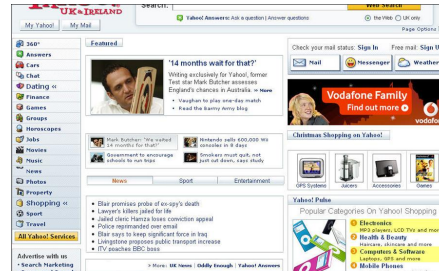 UK & IRELAND
Search:
Web Search
My Yahoo!
My Mail
Yahoo! Answers: Ask a question | Answer questions
the Web
UK only
Page Options
360°
Answers
Cars
Chat
Dating «
Finance
Games
Groups
Horoscopes
Jobs
Movies
Music
News
Photos
Property
Shopping «
Sport
Travel
All Yahoo! Services
Advertise with us
• Search Marketing
Featured
'14 months wait for that?'
Writing exclusively for Yahoo!, former
Test star Mark Butcher assesses
England's chances in Australia. » More
• Vaughan to play one-day match
• Read the Barmy Army blog
Mark Butcher: 'We waited
14 months for that?'
Nintendo sells 600,000 Wii
consoles in 8 days
Government to encourage
schools to run trips
Smokers must quit, not
just cut down, says study
News
Sport
Entertainment
• Blair promises probe of ex-spy's death
• Lawyer's killers jailed for life
• Jailed cleric Hamza loses conviction appeal
• Police reprimanded over email
• Blair says to keep significant force in Iraq
• Livingstone proposes public transport increase
• ITV poaches BBC boss
» More: UK News | Oddly Enough | Yahoo! Answers
Check your mail status: Sign In
Free mail: Sign U
Mail
Messenger
Weather
Vodafone Family
Find out more
Christmas Shopping on Yahoo!
GPS Systems
Juicers
Accessories
Games
Yahoo! Pulse
Popular Categories On Yahoo! Shopping
1 Electronics
MP3 players, LCD TVs and mor
2 Health & Beauty
Haircare, skincare and more
3 Computers & Software
Laptops, GPS and more
4 Mobile Phones